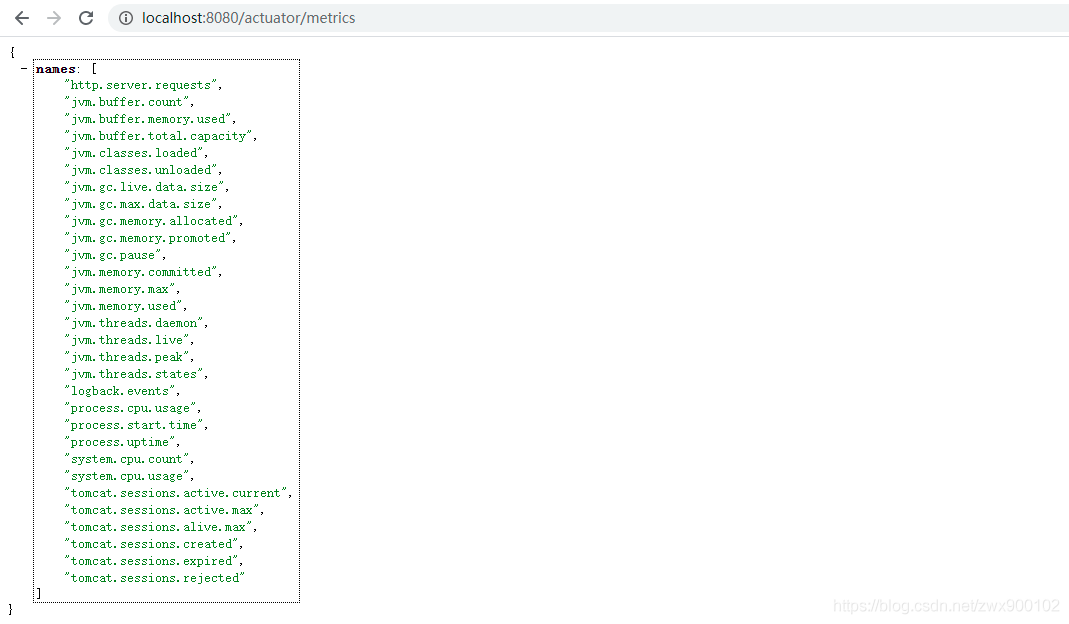 localhost:8080/actuator/metrics
{
− names: [
"http.server.requests",
"jvm.buffer.count",
"jvm.buffer.memory.used",
"jvm.buffer.total.capacity",
"jvm.classes.loaded",
"jvm.classes.unloaded",
"jvm.gc.live.data.size",
"jvm.gc.max.data.size",
"jvm.gc.memory.allocated",
"jvm.gc.memory.promoted",
"jvm.gc.pause",
"jvm.memory.committed",
"jvm.memory.max",
"jvm.memory.used",
"jvm.threads.daemon",
"jvm.threads.live",
"jvm.threads.peak",
"jvm.threads.states",
"logback.events",
"process.cpu.usage",
"process.start.time",
"process.uptime",
"system.cpu.count",
"system.cpu.usage",
"tomcat.sessions.active.current",
"tomcat.sessions.active.max",
"tomcat.sessions.alive.max",
"tomcat.sessions.created",
"tomcat.sessions.expired",
"tomcat.sessions.rejected"
]
}
https://blog.csdn.net/zwx900102